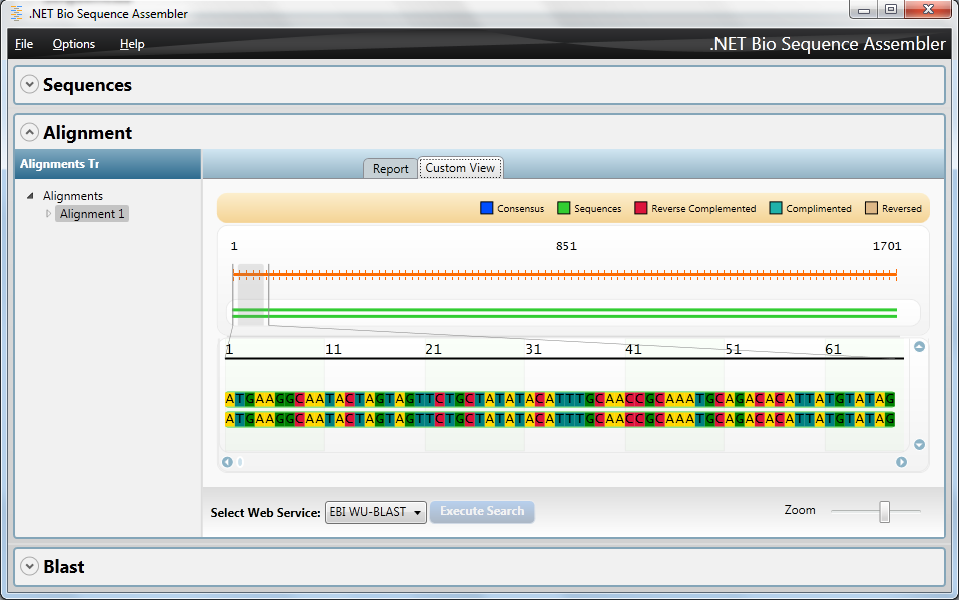 .NET Bio Sequence Assembler
File Options Help .NET Bio Sequence Assembler
Sequences
Alignment
Alignments Tr
Report Custom View
Alignments
Alignment 1
Consensus Sequences Reverse Complemented Complimented Reversed
1 851 1701
1 11 21 31 41 51 61
ATGAAGGCAATACTAGTAGTTCTGCTATATACATTTGCAACCGCAAATGCAGACACATTATGTATAG
ATGAAGGCAATACTAGTAGTTCTGCTATATACATTTGCAACCGCAAATGCAGACACATTATGTATAG
Select Web Service: EBI WU-BLAST Execute Search Zoom
Blast